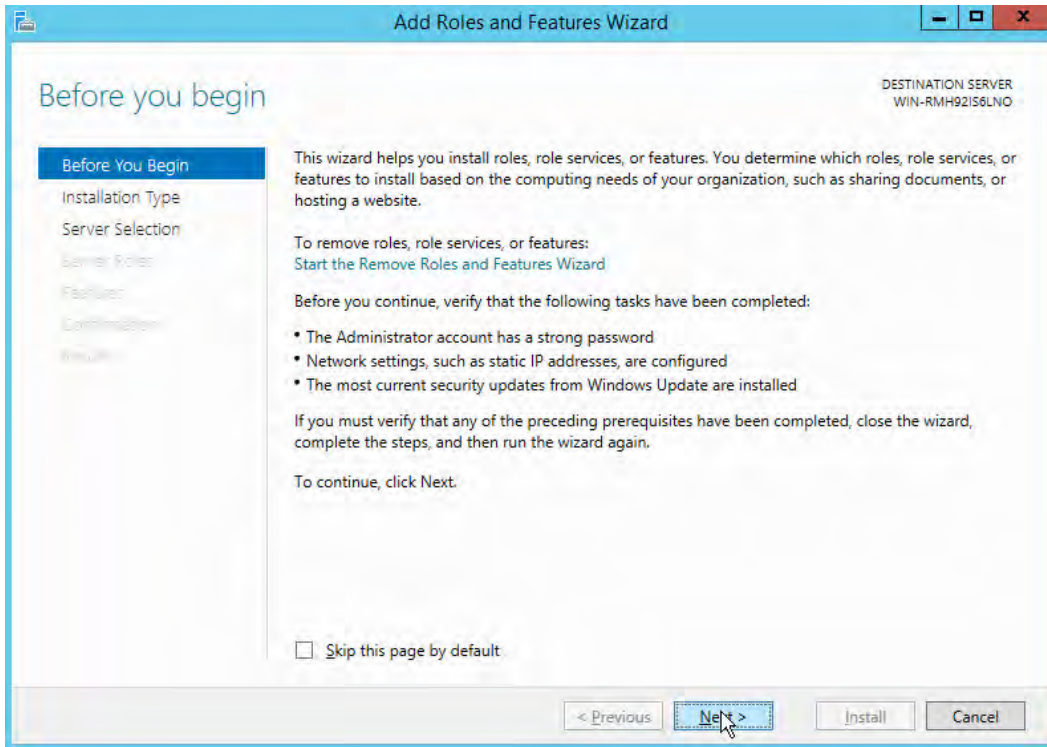 Add Roles and Features Wizard
Before you begin
DESTINATION SERVER
WIN-RMH92IS6LNO
Before You Begin
Installation Type
Server Selection
Server Roles
Features
Confirmation
Results
This wizard helps you install roles, role services, or features. You determine which roles, role services, or
features to install based on the computing needs of your organization, such as sharing documents, or
hosting a website.
To remove roles, role services, or features:
Start the Remove Roles and Features Wizard
Before you continue, verify that the following tasks have been completed:
• The Administrator account has a strong password
• Network settings, such as static IP addresses, are configured
• The most current security updates from Windows Update are installed
If you must verify that any of the preceding prerequisites have been completed, close the wizard,
complete the steps, and then run the wizard again.
To continue, click Next.
Skip this page by default
< Previous
Next >
Install
Cancel